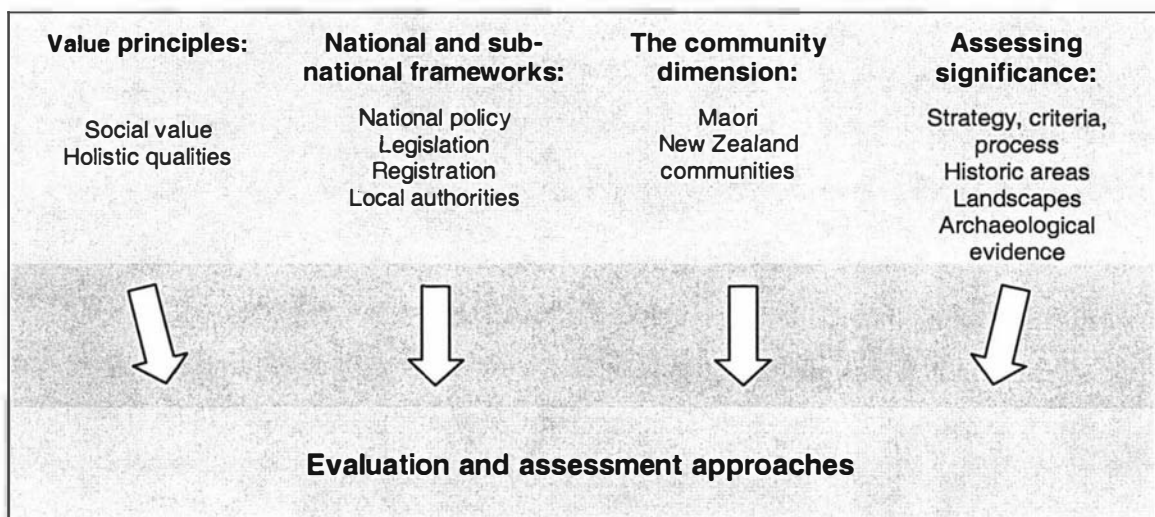 Value principles:
Social value
Holistic qualities
National and sub-
national frameworks:
National policy
Legislation
Registration
Local authorities
The community
dimension:
Maori
New Zealand
communities
Assessing
significance:
Strategy, criteria,
process
Historic areas
Landscapes
Archaeological
evidence
Evaluation and assessment approaches